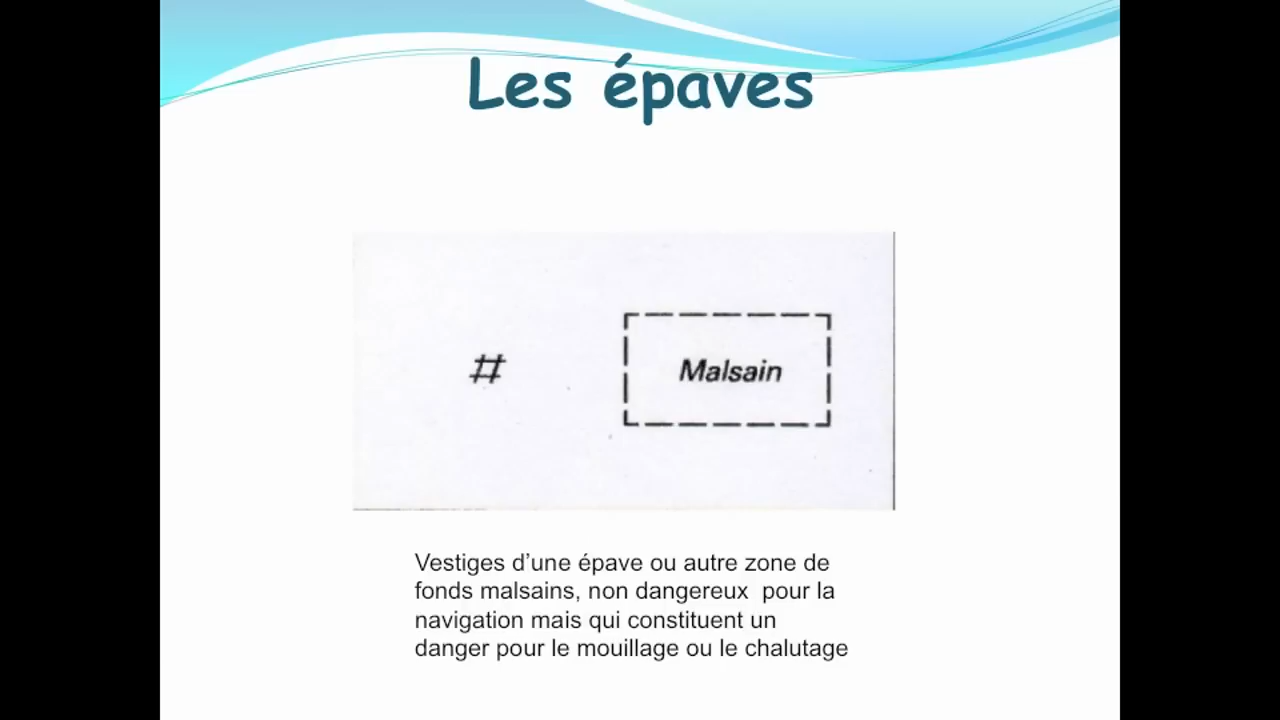 Les épaves
# Malsain
Vestiges d’une épave ou autre zone de
fonds malsains, non dangereux  pour la
navigation mais qui constituent un
danger pour le mouillage ou le chalutage